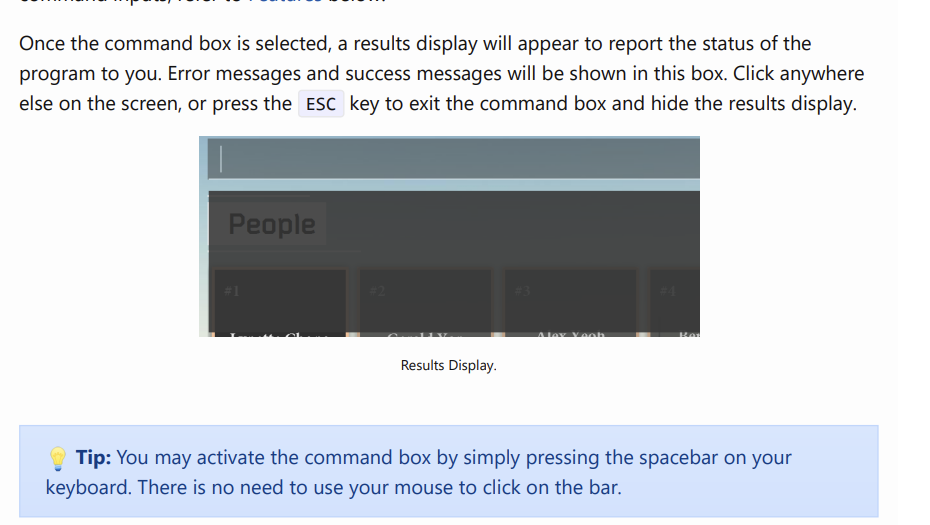 Once the command box is selected, a results display will appear to report the status of the
program to you. Error messages and success messages will be shown in this box. Click anywhere
else on the screen, or press the ESC key to exit the command box and hide the results display.
People
#1 #2 #3 #4
Alex Yeoh
Results Display.
💡 Tip: You may activate the command box by simply pressing the spacebar on your
keyboard. There is no need to use your mouse to click on the bar.